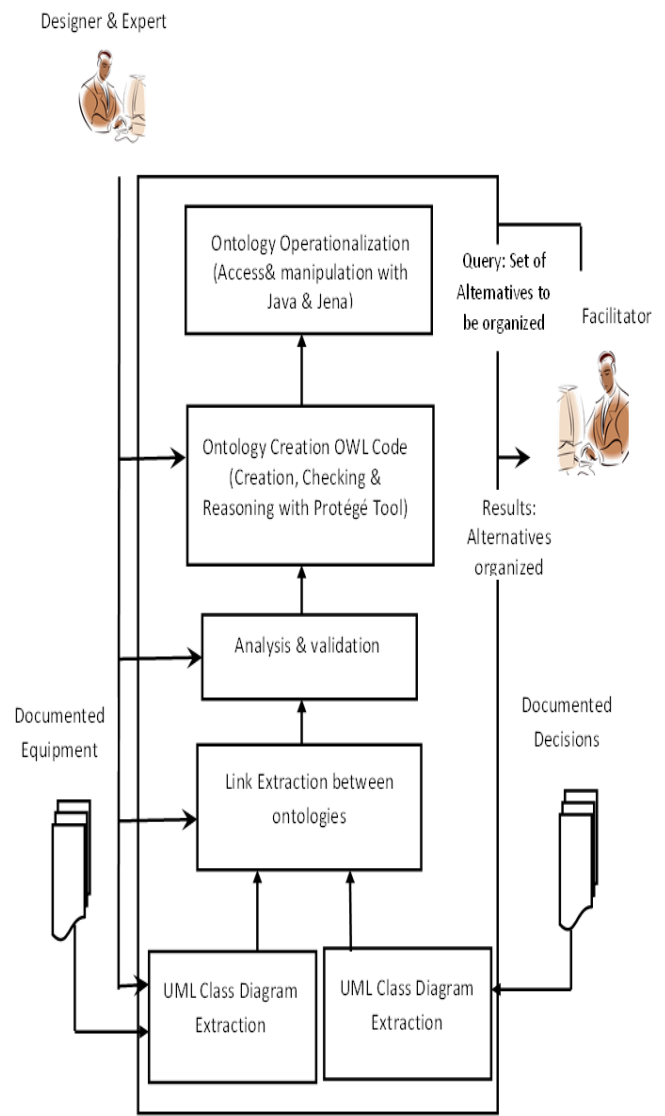 Designer & Expert
Ontology Operationalization
(Access& manipulation with
Java & Jena)
Query: Set of
Alternatives to
be organized
Facilitator
Ontology Creation OWL Code
(Creation, Checking &
Reasoning with Protégé Tool)
Results:
Alternatives
organized
Analysis & validation
Documented
Equipment
Documented
Decisions
Link Extraction between
ontologies
UML Class Diagram
Extraction
UML Class Diagram
Extraction